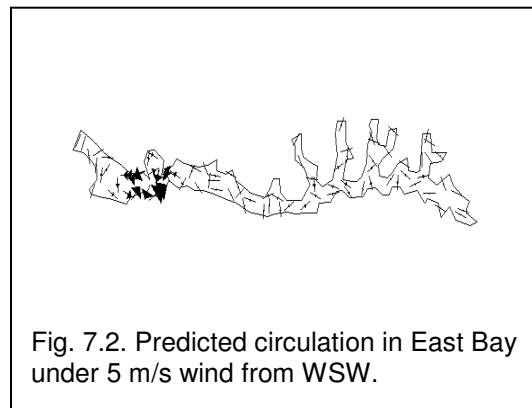 Fig. 7.2. Predicted circulation in East Bay
under 5 m/s wind from WSW.